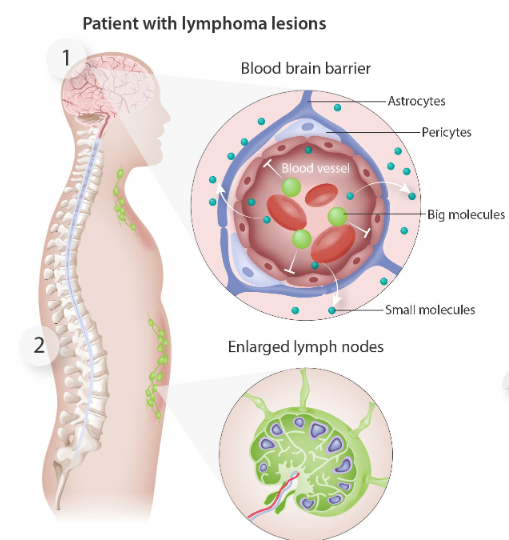 Patient with lymphoma lesions
1
Blood brain barrier
Astrocytes
Pericytes
Blood vessel
Big molecules
Small molecules
2
Enlarged lymph nodes